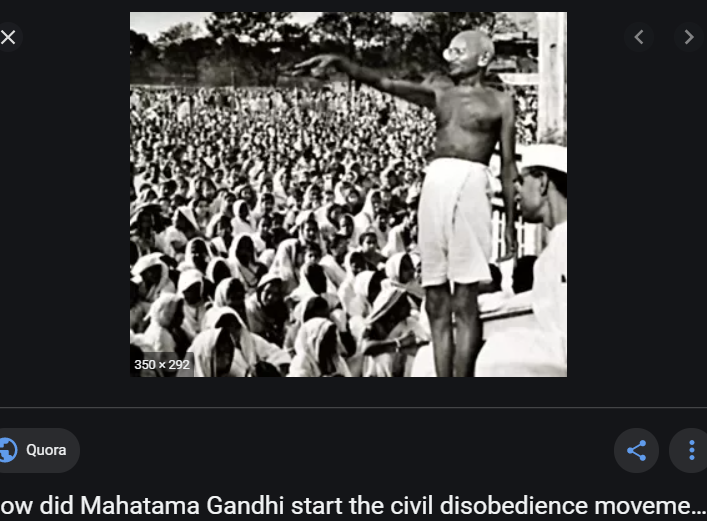 350 × 292
Quora
ow did Mahatama Gandhi start the civil disobedience moveme...